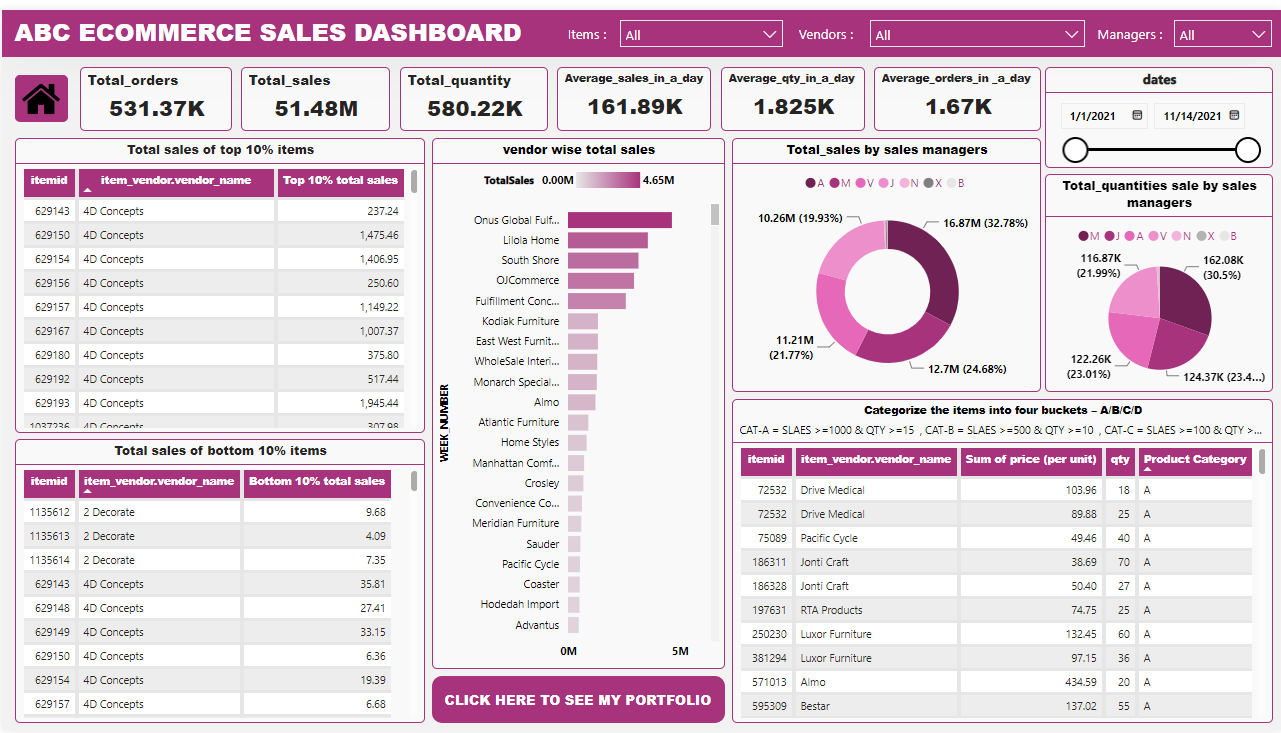 ABC ECOMMERCE SALES DASHBOARD
Items : All Vendors : All Managers : All
Total_orders
531.37K
Total_sales
51.48M
Total_quantity
580.22K
Average_sales_in_a_day
161.89K
Average_qty_in_a_day
1.825K
Average_orders_in _a_day
1.67K
dates
1/1/2021 11/14/2021
Total sales of top 10% items
itemid item_vendor.vendor_name Top 10% total sales
629143 4D Concepts 237.24
629150 4D Concepts 1,475.46
629154 4D Concepts 1,406.95
629156 4D Concepts 250.60
629157 4D Concepts 1,149.22
629167 4D Concepts 1,007.37
629180 4D Concepts 375.80
629192 4D Concepts 517.44
629193 4D Concepts 1,945.44
1037236 4D Concepts 307.98
Total sales of bottom 10% items
itemid item_vendor.vendor_name Bottom 10% total sales
1135612 2 Decorate 9.68
1135613 2 Decorate 4.09
1135614 2 Decorate 7.35
629143 4D Concepts 35.81
629148 4D Concepts 27.41
629149 4D Concepts 33.15
629150 4D Concepts 6.36
629154 4D Concepts 19.39
629157 4D Concepts 6.68
vendor wise total sales
TotalSales 0.00M 4.65M
WEEK_NUMBER
Onus Global Fulf...
Lilola Home
South Shore
OJCommerce
Fulfillment Conc...
Kodiak Furniture
East West Furnit...
WholeSale Interi...
Monarch Special...
Almo
Atlantic Furniture
Home Styles
Manhattan Comf...
Crosley
Convenience Co...
Meridian Furniture
Sauder
Pacific Cycle
Coaster
Hodedah Import
Advantus
0M 5M
CLICK HERE TO SEE MY PORTFOLIO
Total_sales by sales managers
A M V J N X B
10.26M (19.93%)
16.87M (32.78%)
11.21M
(21.77%)
12.7M (24.68%)
Total_quantities sale by sales
managers
M J A V N X B
116.87K
(21.99%)
162.08K
(30.5%)
122.26K
(23.01%)
124.37K (23.4...)
Categorize the items into four buckets – A/B/C/D
CAT-A = SLAES >=1000 & QTY >=15 , CAT-B = SLAES >=500 & QTY >=10 , CAT-C = SLAES >=100 & QTY >...
itemid item_vendor.vendor_name Sum of price (per unit) qty Product Category
72532 Drive Medical 103.96 18 A
72532 Drive Medical 89.88 25 A
75089 Pacific Cycle 49.46 40 A
186311 Jonti Craft 38.69 70 A
186328 Jonti Craft 50.40 27 A
197631 RTA Products 74.75 25 A
250230 Luxor Furniture 132.45 60 A
381294 Luxor Furniture 97.15 36 A
571013 Almo 434.59 20 A
595309 Bestar 137.02 55 A